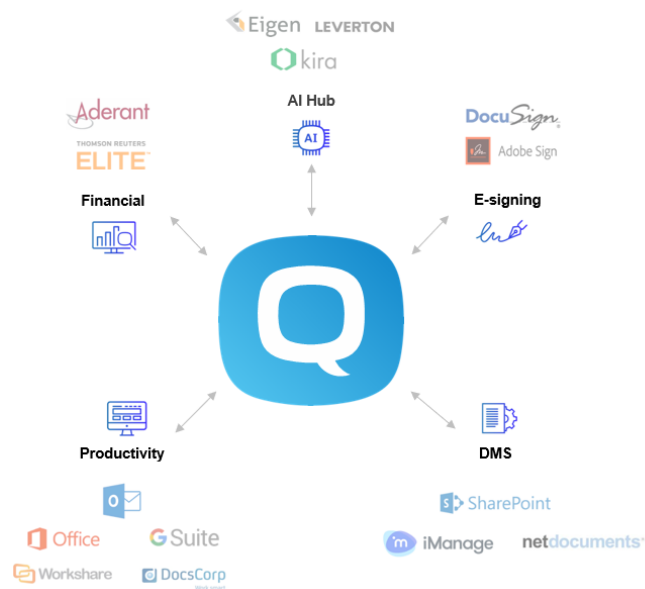 Eigen LEVERTON
kira
AI Hub
AI
Aderant
THOMSON REUTERS
ELITE
Financial
DocuSign
Adobe Sign
E-signing
Q
Productivity
O
Office
G Suite
Workshare
DocsCorp
DMS
S SharePoint
m iManage
netdocuments